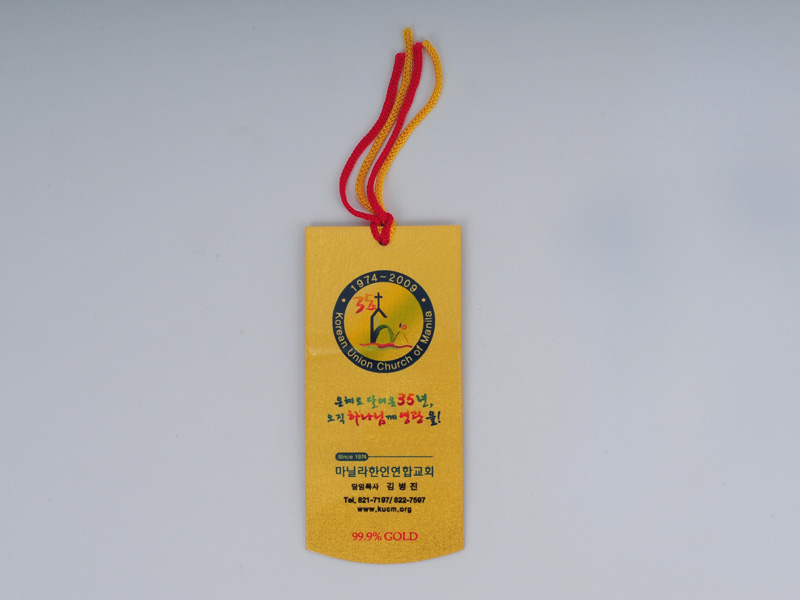 1974~2009
35
Korean Union Church of Manila
은혜로 달려온 35년,
오직 하나님께 영광을!
Since 1974
마닐라한인연합교회
담임목사 김병진
Tel. 821-7197/ 822-7597
www.kucm.org
99.9% GOLD